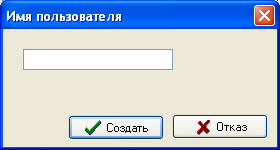 Имя пользователя
Создать
Отказ